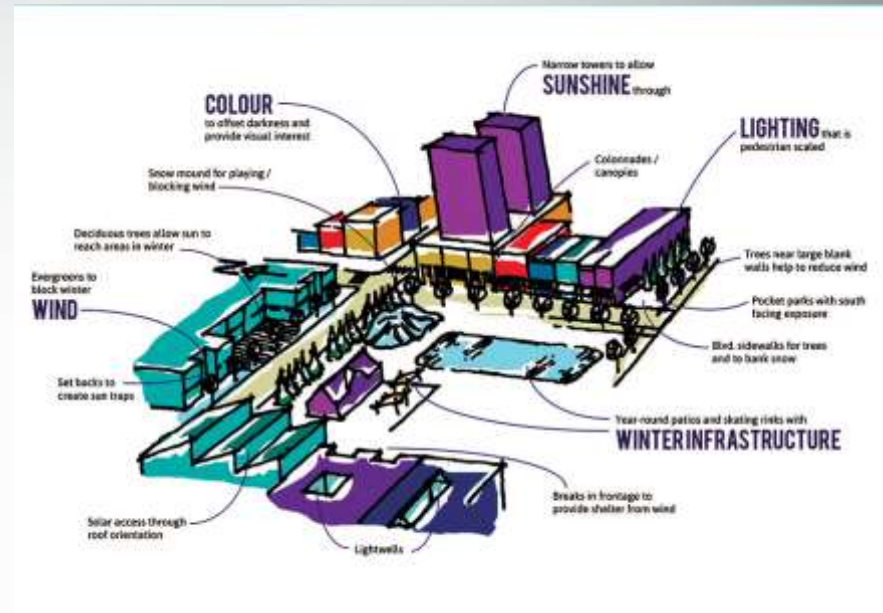 Narrow towers to allow
SUNSHINE through
COLOUR
to offset darkness and
provide visual interest
LIGHTING that is
pedestrian scaled
Snow mound for playing /
blocking wind
Colonnades /
canopies
Deciduous trees allow sun to
reach areas in winter
Evergreens to
block winter
WIND
Trees near large blank
walls help to reduce wind
Pocket parks with south
facing exposure
Blvd. sidewalks for trees
and to bank snow
Set backs to
create sun traps
Year-round patios and skating rinks with
WINTER INFRASTRUCTURE
Breaks in frontage to
provide shelter from wind
Solar access through
roof orientation
Lightwells